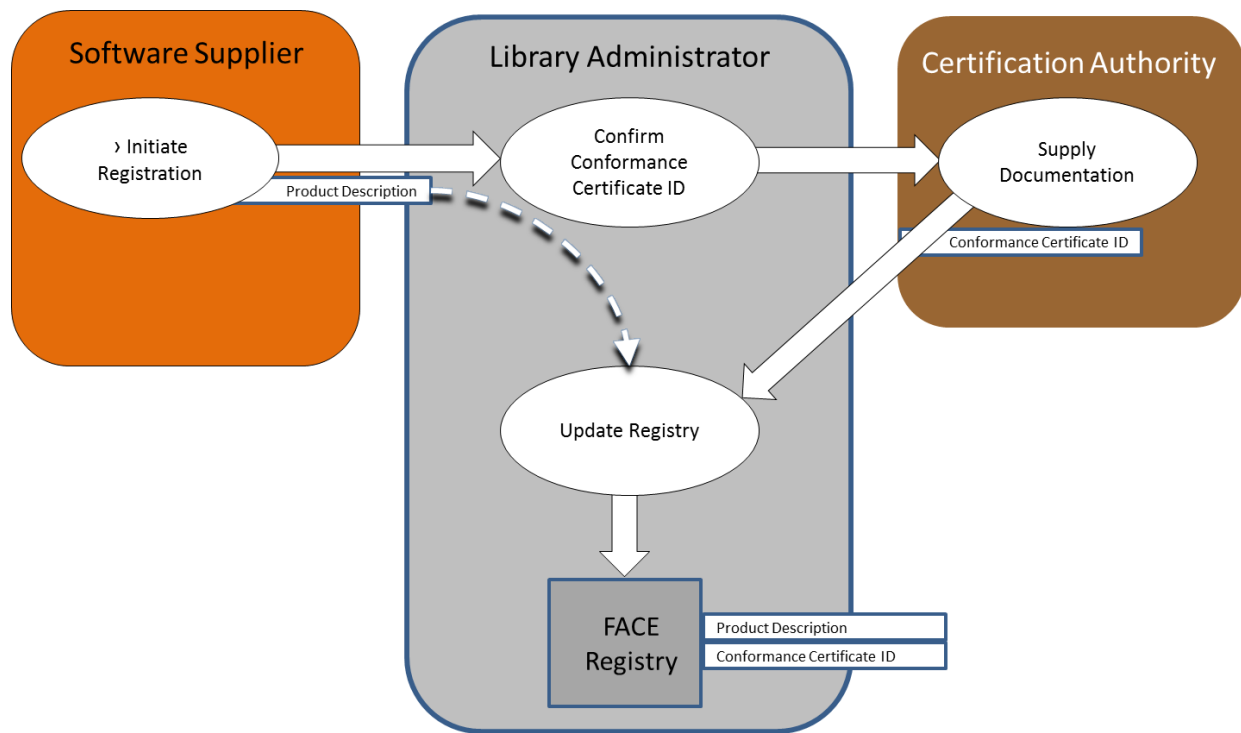 Software Supplier
Library Administrator
Certification Authority
› Initiate
Registration
Confirm
Conformance
Certificate ID
Supply
Documentation
Product Description
Conformance Certificate ID
Update Registry
FACE
Registry
Product Description
Conformance Certificate ID